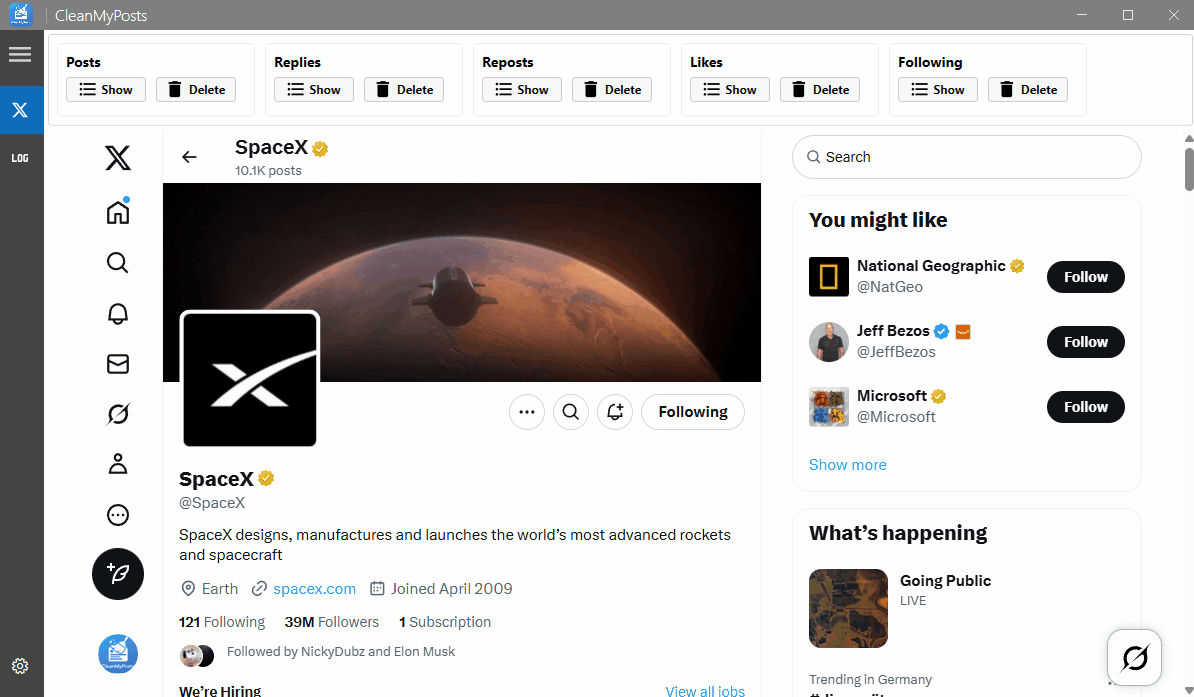 CleanMyPosts
Posts
Show
Delete
Replies
Show
Delete
Reposts
Show
Delete
Likes
Show
Delete
Following
Show
Delete
LOG
SpaceX
10.1K posts
Following
SpaceX
@SpaceX
SpaceX designs, manufactures and launches the world’s most advanced rockets
and spacecraft
Earth spacex.com Joined April 2009
121 Following 39M Followers 1 Subscription
Followed by NickyDubz and Elon Musk
We’re Hiring
View all jobs
Search
You might like
National Geographic
@NatGeo
Follow
Jeff Bezos
@JeffBezos
Follow
Microsoft
@Microsoft
Follow
Show more
What’s happening
Going Public
LIVE
Trending in Germany
CleanMyPosts